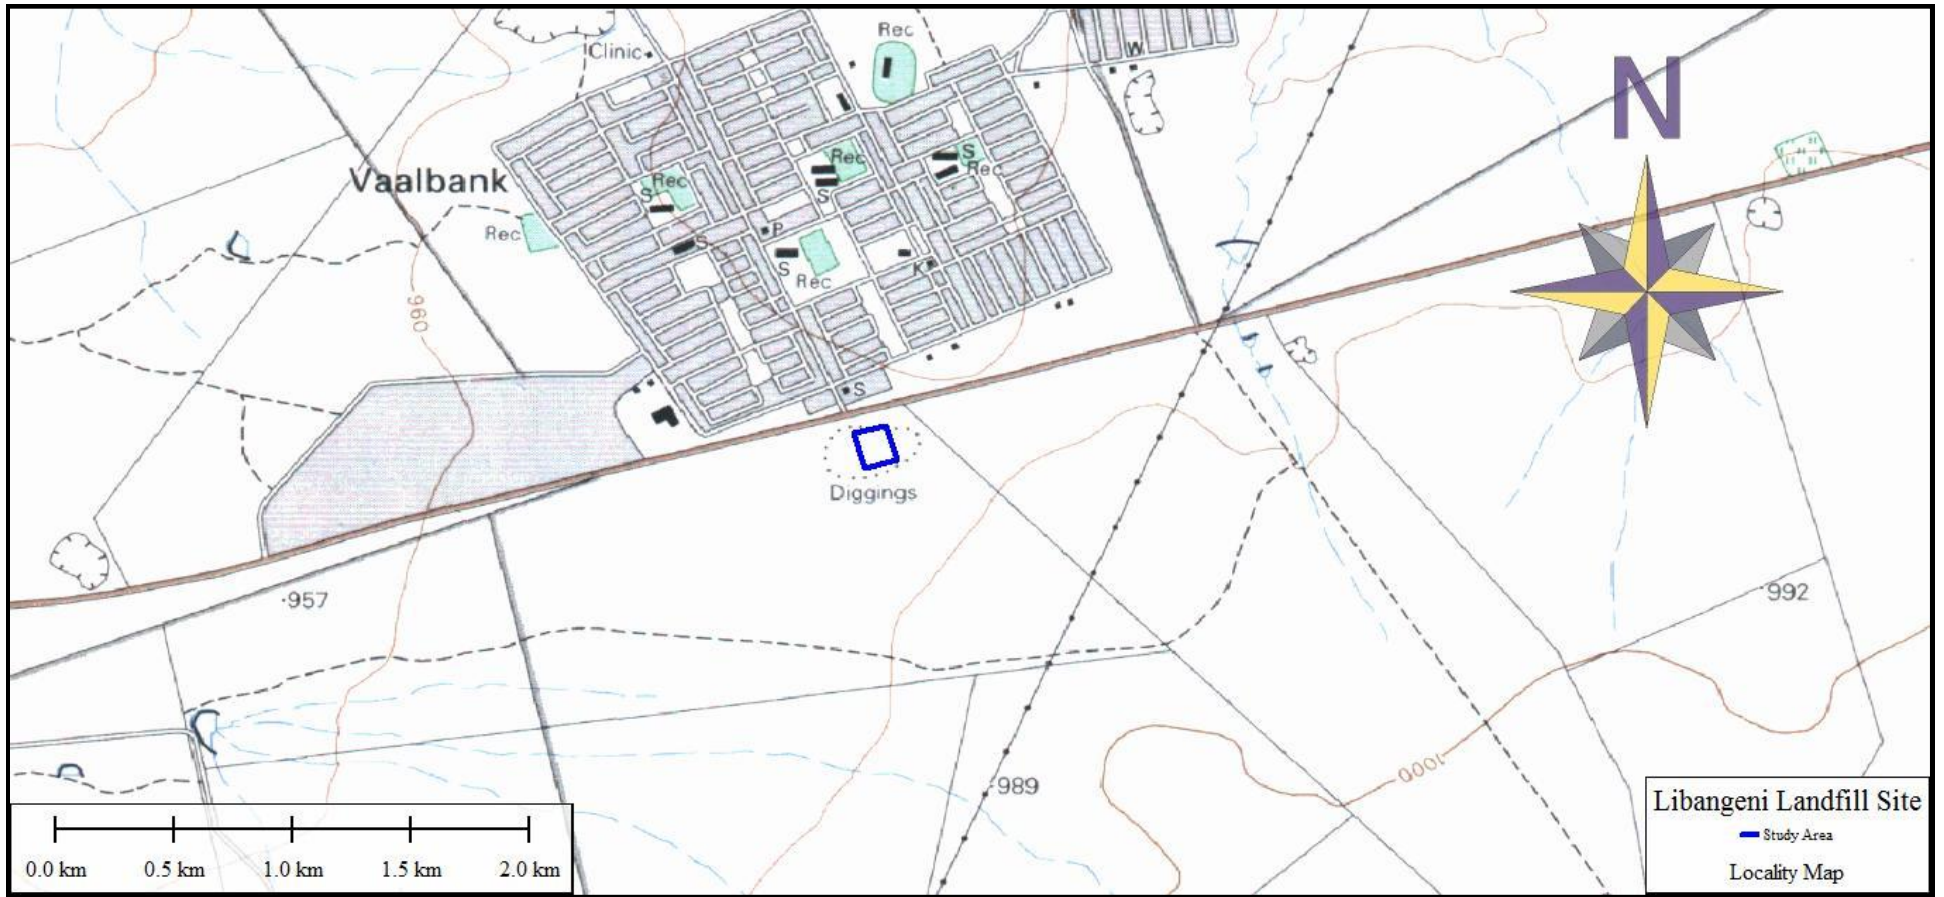 Clinic
Rec
W
N
Vaalbank
Rec
S
Rec
S
S
Rec
Rec
S
P
S
Rec
K
960
S
Diggings
957
992
989
1000
0.0 km 0.5 km 1.0 km 1.5 km 2.0 km
Libangeni Landfill Site
Study Area
Locality Map